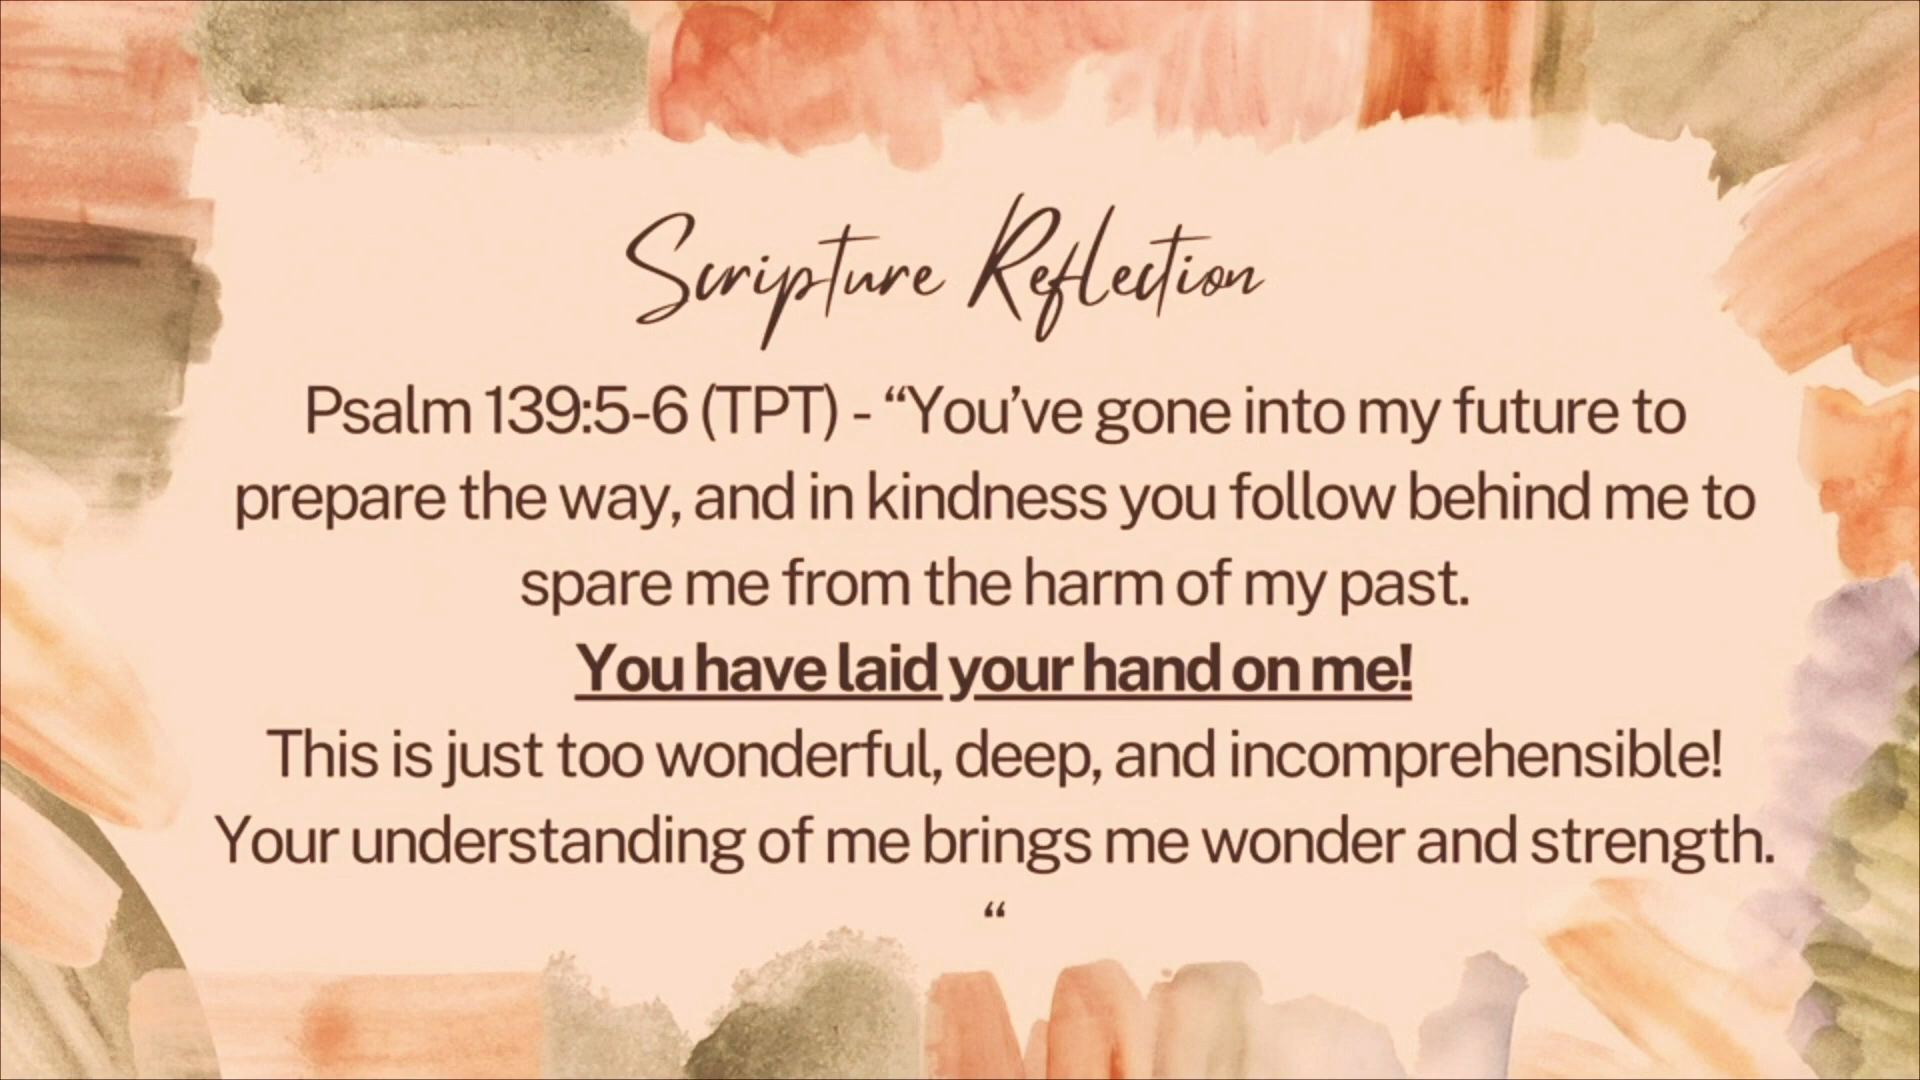 Scripture Reflection
Psalm 139:5-6 (TPT) - “You’ve gone into my future to
prepare the way, and in kindness you follow behind me to
spare me from the harm of my past.
You have laid your hand on me!
This is just too wonderful, deep, and incomprehensible!
Your understanding of me brings me wonder and strength.
“